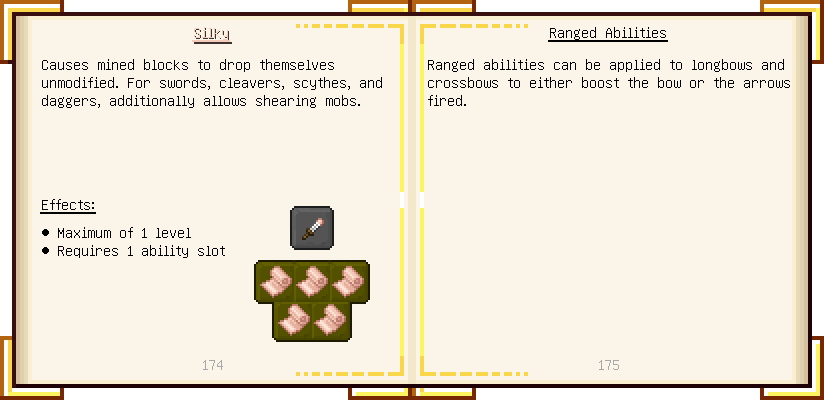 Silky
Causes mined blocks to drop themselves
unmodified. For swords, cleavers, scythes, and
daggers, additionally allows shearing mobs.
Effects:
● Maximum of 1 level
● Requires 1 ability slot
174
Ranged Abilities
Ranged abilities can be applied to longbows and
crossbows to either boost the bow or the arrows
fired.
175